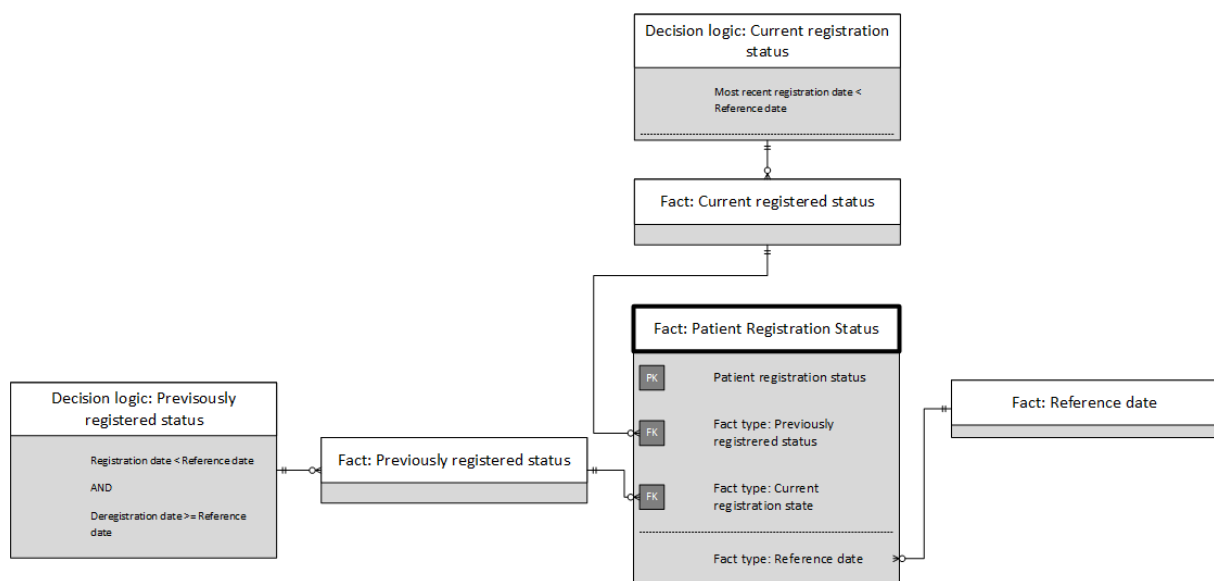 Decision logic: Current registration
status
Most recent registration date <
Reference date
Fact: Current registered status
Fact: Patient Registration Status
PK
Patient registration status
FK
Fact type: Previously
registrered status
FK
Fact type: Current
registration state
Fact type: Reference date
Decision logic: Previsously
registered status
Registration date < Reference date
AND
Deregistration date >= Reference
date
Fact: Previously registered status
Fact: Reference date